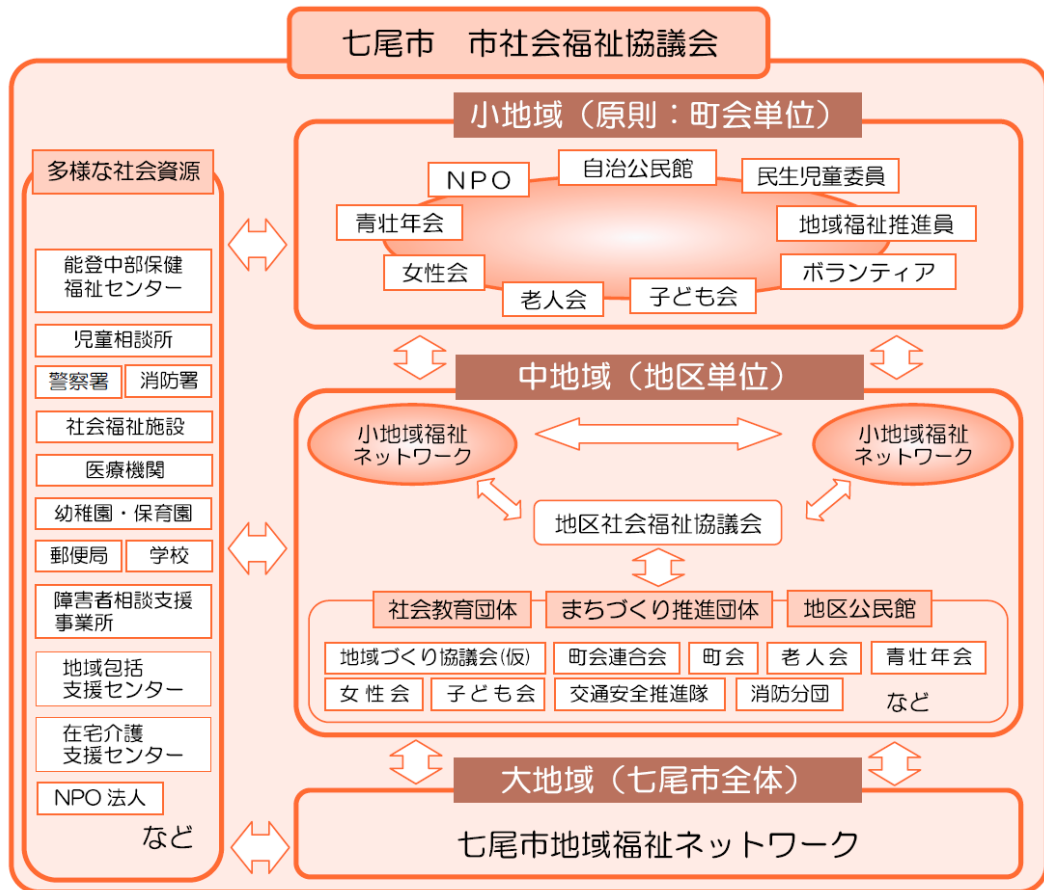 七尾市　市社会福祉協議会
多様な社会資源
能登中部保健
福祉センター
児童相談所
警察署
消防署
社会福祉施設
医療機関
幼稚園・保育園
郵便局
学校
障害者相談支援
事業所
地域包括
支援センター
在宅介護
支援センター
NPO 法人
など
小地域（原則：町会単位）
NPO
自治公民館
民生児童委員
青壮年会
地域福祉推進員
女性会
ボランティア
老人会
子ども会
中地域（地区単位）
小地域福祉
ネットワーク
小地域福祉
ネットワーク
地区社会福祉協議会
社会教育団体
まちづくり推進団体
地区公民館
地域づくり協議会(仮)
町会連合会
町会
老人会
青壮年会
女性会
子ども会
交通安全推進隊
消防分団
など
大地域（七尾市全体）
七尾市地域福祉ネットワーク